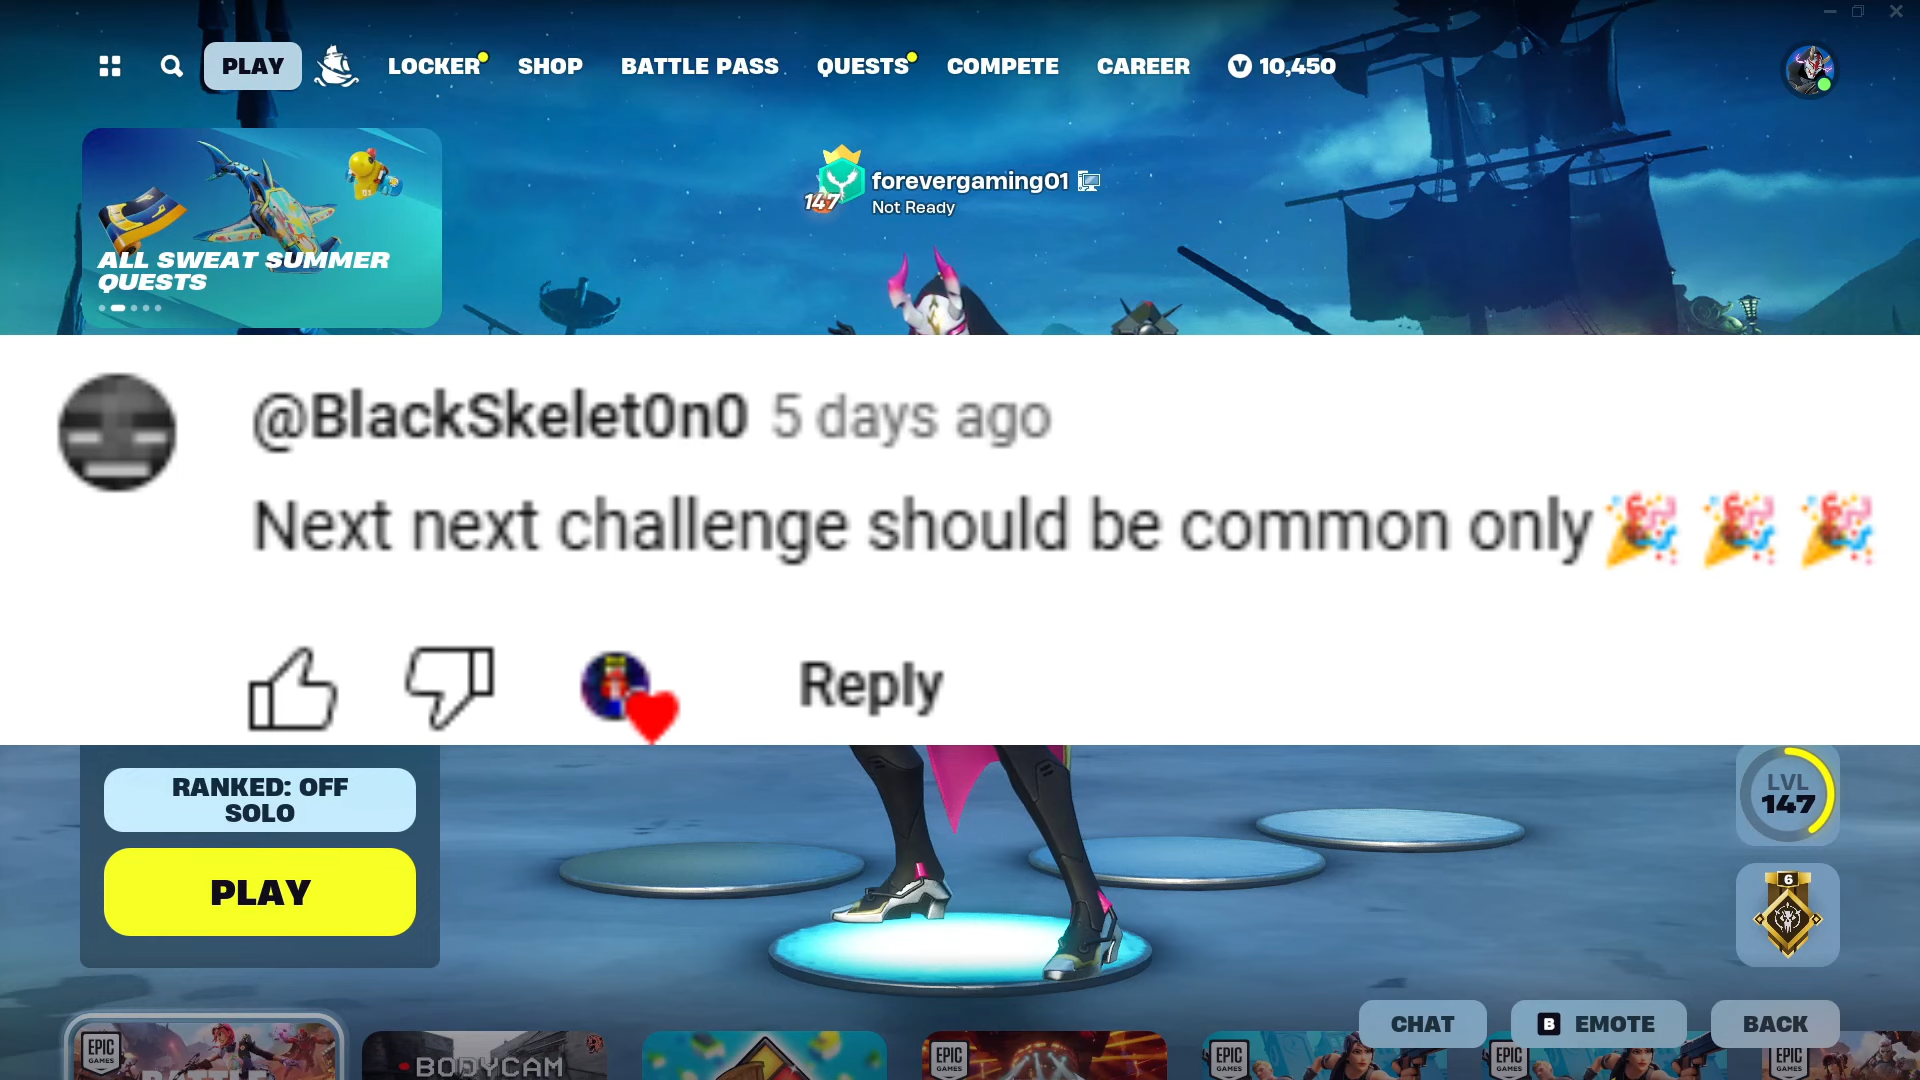 PLAY
LOCKER
SHOP
BATTLE PASS
QUESTS
COMPETE
CAREER
V 10,450
ALL SWEAT SUMMER
QUESTS
01
147
forevergaming01
Not Ready
@BlackSkelet0n0 5 days ago
Next next challenge should be common only🎉 🎉 🎉
Reply
RANKED: OFF
SOLO
PLAY
LVL
147
6
CHAT
B EMOTE
BACK
EPIC
GAMES
BODYCAM
EPIC
GAMES
EPIC
GAMES
EPIC
GAMES
EPIC
GAMES